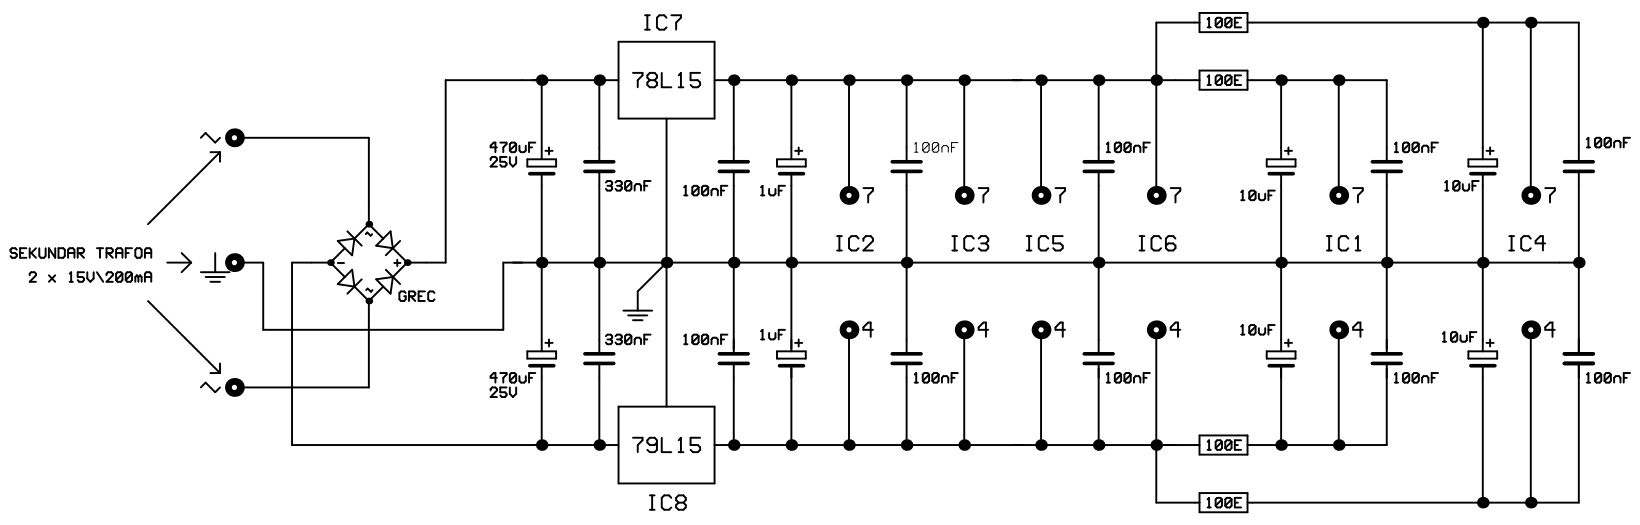 IC7
78L15
100E
100E
470uF
25V
+
330nF
100nF
+
1uF
7
100nF
7
7
100nF
7
+
10uF
7
100nF
+
10uF
7
100nF
SEKUNDAR TRAFOA
2 x 15V\200mA
~
-
+
~
GREC
IC2
IC3
IC5
IC6
IC1
IC4
470uF
25V
+
330nF
100nF
1uF
+
4
100nF
4
4
100nF
4
10uF
+
4
100nF
10uF
+
4
100nF
79L15
IC8
100E
100E